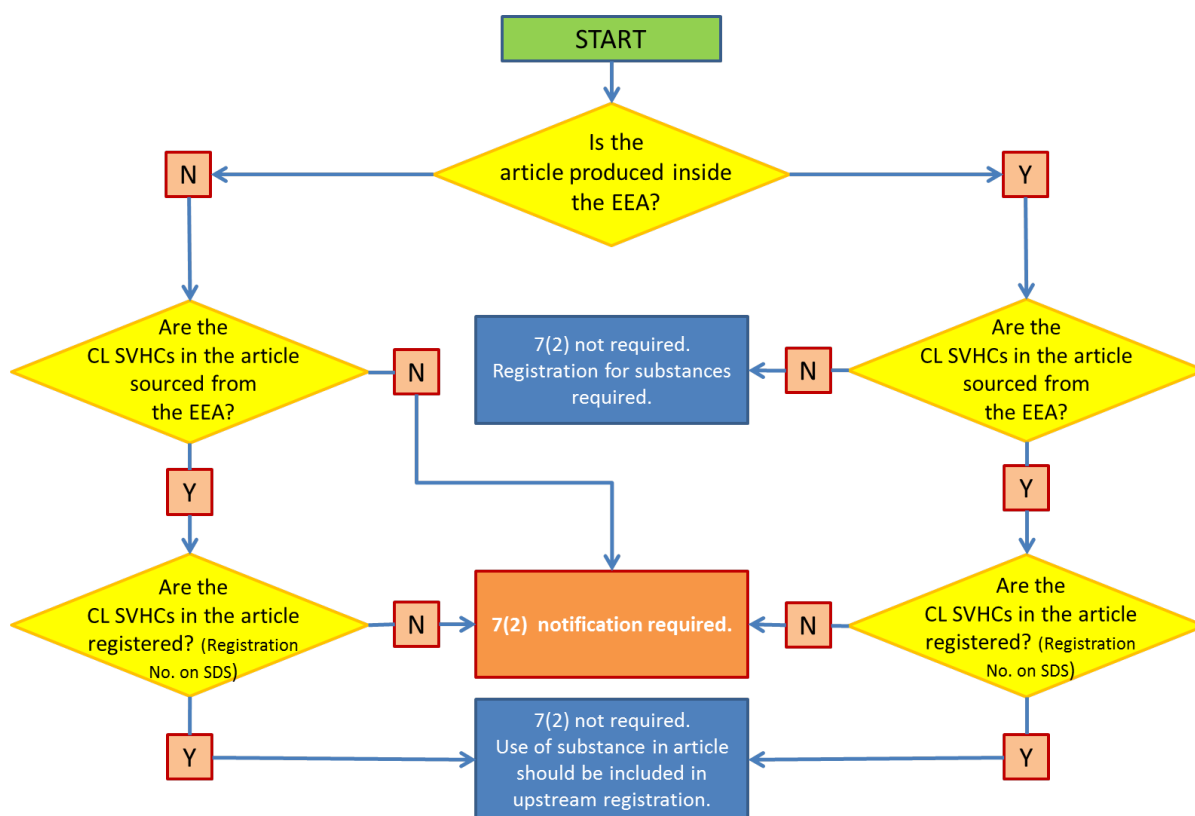 START
Is the
article produced inside
the EEA?
N
Y
Are the
CL SVHCs in the article
sourced from
the EEA?
N
7(2) not required.
Registration for substances
required.
N
Are the
CL SVHCs in the article
sourced from
the EEA?
Y
Y
Are the
CL SVHCs in the article
registered? (Registration
No. on SDS)
N
7(2) notification required.
N
Are the
CL SVHCs in the article
registered? (Registration
No. on SDS)
Y
7(2) not required.
Use of substance in article
should be included in
upstream registration.
Y